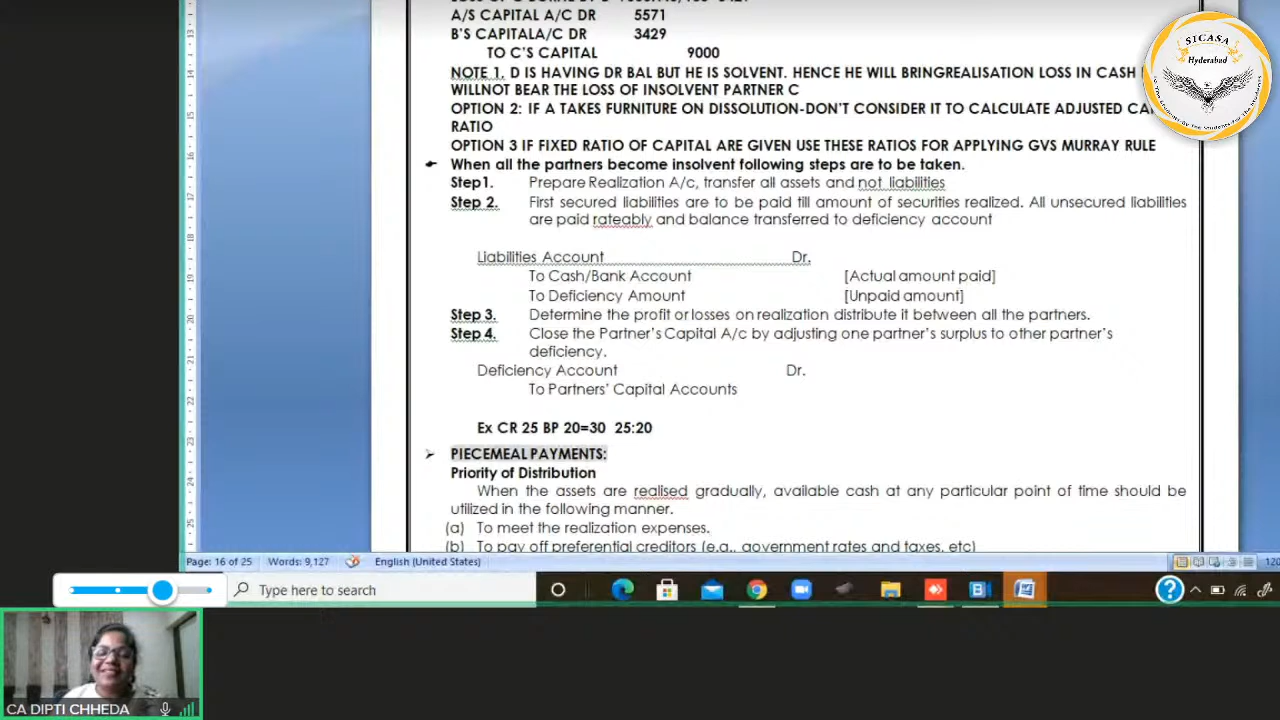 A/S CAPITAL A/C DR 5571
B'S CAPITALA/C DR 3429
TO C'S CAPITAL 9000
NOTE 1. D IS HAVING DR BAL BUT HE IS SOLVENT. HENCE HE WILL BRINGREALISATION LOSS IN CASH
WILLNOT BEAR THE LOSS OF INSOLVENT PARTNER C
OPTION 2: IF A TAKES FURNITURE ON DISSOLUTION-DON'T CONSIDER IT TO CALCULATE ADJUSTED
RATIO
OPTION 3 IF FIXED RATIO OF CAPITAL ARE GIVEN USE THESE RATIOS FOR APPLYING GVS MURRAY RULE
When all the partners become insolvent following steps are to be taken.
Step1. Prepare Realization A/c, transfer all assets and not liabilities
Step 2. First secured liabilities are to be paid till amount of securities realized. All unsecured liabilities
are paid rateably and balance transferred to deficiency account
Liabilities Account Dr.
To Cash/Bank Account [Actual amount paid]
To Deficiency Amount [Unpaid amount]
Step 3. Determine the profit or losses on realization distribute it between all the partners.
Step 4. Close the Partner's Capital A/c by adjusting one partner's surplus to other partner's
deficiency.
Deficiency Account Dr.
To Partners' Capital Accounts
Ex CR 25 BP 20=30 25:20
PIECEMEAL PAYMENTS:
Priority of Distribution
When the assets are realised gradually, available cash at any particular point of time should be
utilized in the following manner.
(a) To meet the realization expenses.
(b) To pay off preferential creditors (e.g., government rates and taxes, etc)
Page: 16 of 25 Words: 9,127 English (United States) 120
Type here to search
CA DIPTI CHHEDA
SICASA
Hyderabad